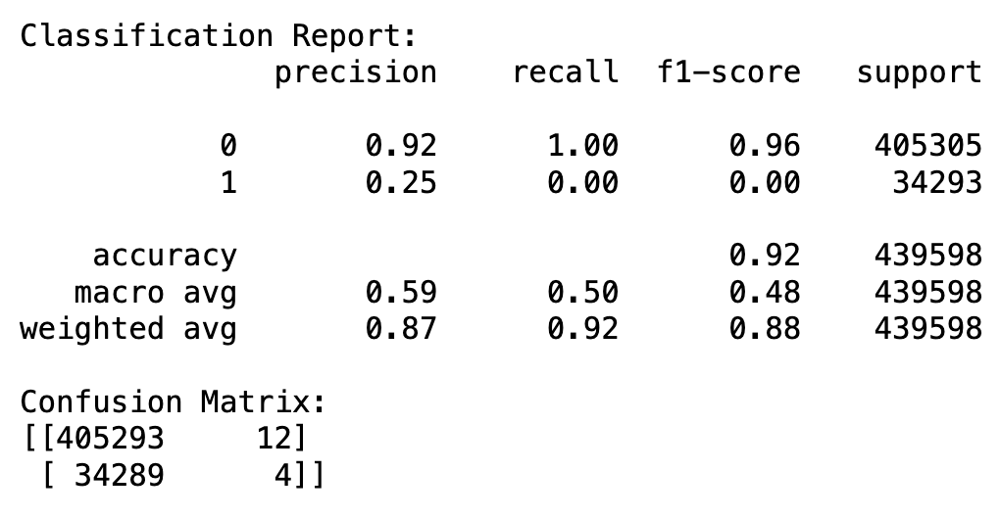 Classification Report:
precision recall f1-score support
0 0.92 1.00 0.96 405305
1 0.25 0.00 0.00 34293
accuracy 0.92 439598
macro avg 0.59 0.50 0.48 439598
weighted avg 0.87 0.92 0.88 439598
Confusion Matrix:
[[405293 12]
[ 34289 4]]